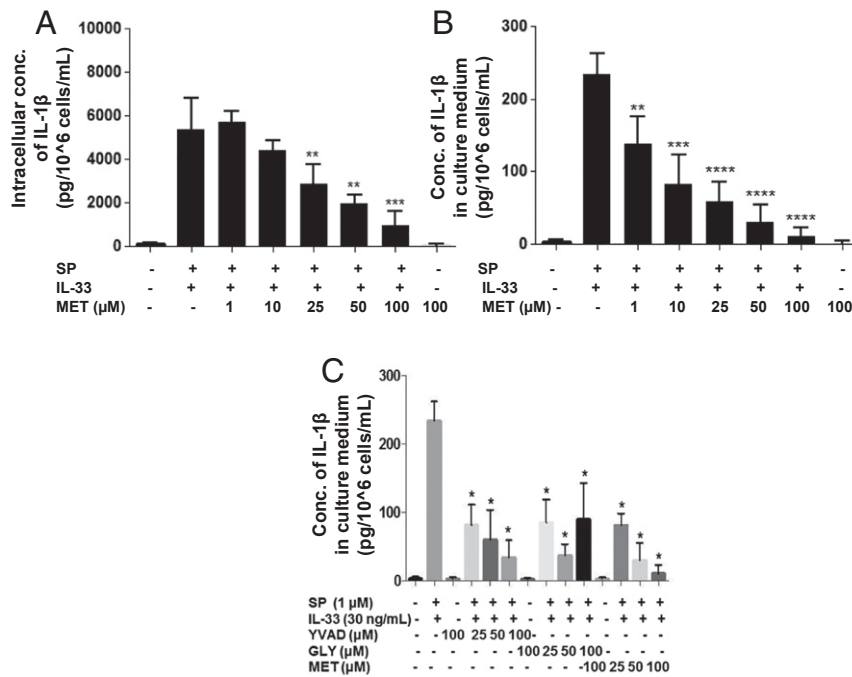 A
Intracellular conc.
of IL-1β
(pg/10^6 cells/mL)
10000
8000
6000
4000
2000
0
** ** ***
SP - + + + + + + -
IL-33 - + + + + + + -
MET (μM) - - 1 10 25 50 100 100
B
Conc. of IL-1β
in culture medium
(pg/10^6 cells/mL)
300
200
100
0
** *** **** **** ****
SP - + + + + + + -
IL-33 - + + + + + + -
MET (μM) - - 1 10 25 50 100 100
C
Conc. of IL-1β
in culture medium
(pg/10^6 cells/mL)
300
200
100
0
* * * * * * * * *
SP (1 μM) - + - + + + - + + + - + + +
IL-33 (30 ng/mL) - + - + + + - + + + - + + +
YVAD (μM) - - 100 25 50 100 - - - - - - - -
GLY (μM) - - - - - - 100 25 50 100 - - - -
MET (μM) - - - - - - - - - - 100 25 50 100